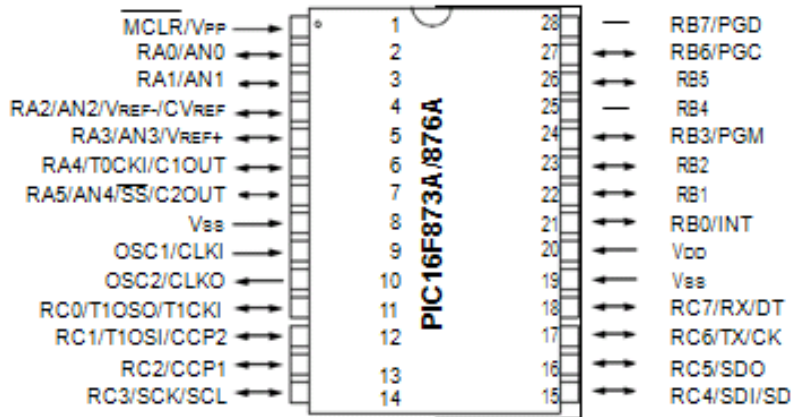 MCLR/VPP 1 28 RB7/PGD
RA0/AN0 2 27 RB6/PGC
RA1/AN1 3 26 RB5
RA2/AN2/VREF-/CVREF 4 25 RB4
RA3/AN3/VREF+ 5 24 RB3/PGM
RA4/T0CKI/C1OUT 6 23 RB2
RA5/AN4/SS/C2OUT 7 22 RB1
VSS 8 21 RB0/INT
OSC1/CLKI 9 20 VDD
OSC2/CLKO 10 19 VSS
RC0/T1OSO/T1CKI 11 18 RC7/RX/DT
RC1/T1OSI/CCP2 12 17 RC6/TX/CK
RC2/CCP1 13 16 RC5/SDO
RC3/SCK/SCL 14 15 RC4/SDI/SD
PIC16F873A/876A